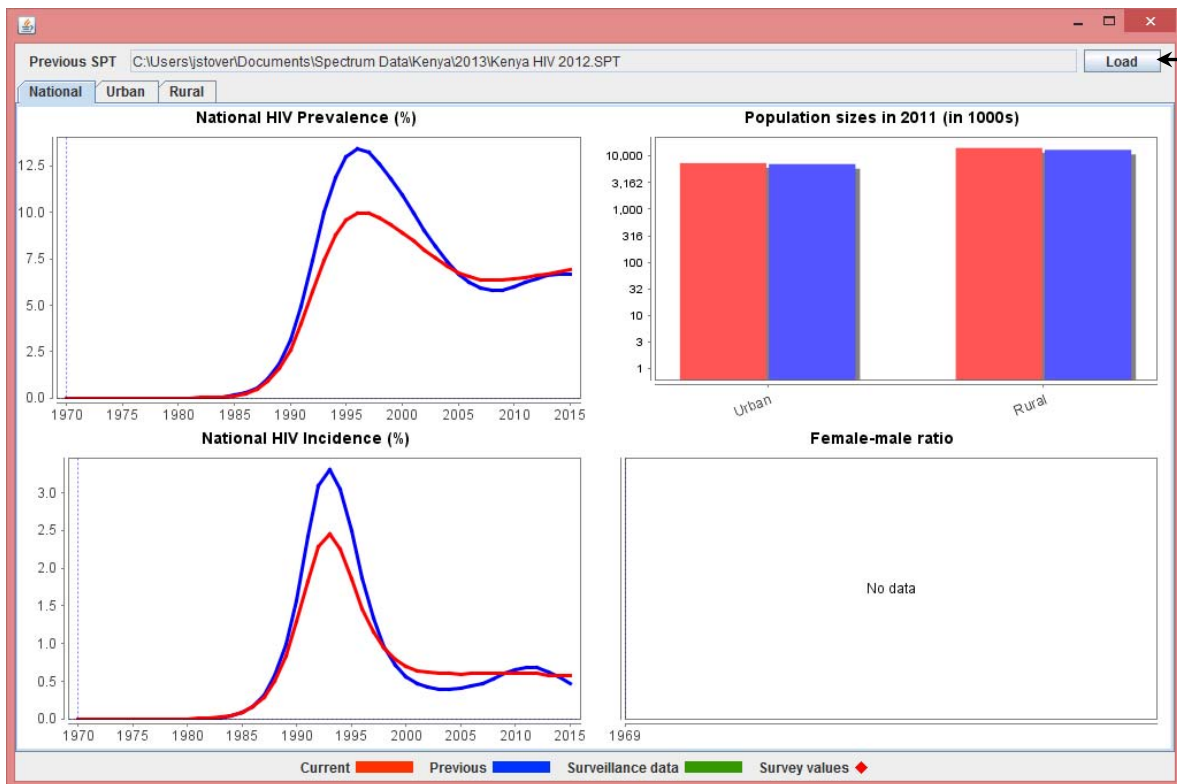 Previous SPT C:\Users\jstover\Documents\Spectrum Data\Kenya\2013\Kenya HIV 2012.SPT Load
National Urban Rural
National HIV Prevalence (%)
12.5
10.0
7.5
5.0
2.5
0.0
1970 1975 1980 1985 1990 1995 2000 2005 2010 2015
Population sizes in 2011 (in 1000s)
10,000
3,162
1,000
316
100
32
10
3
1
Urban Rural
National HIV Incidence (%)
3.0
2.5
2.0
1.5
1.0
0.5
0.0
1970 1975 1980 1985 1990 1995 2000 2005 2010 2015
Female-male ratio
No data
1969
Current Previous Surveillance data Survey values